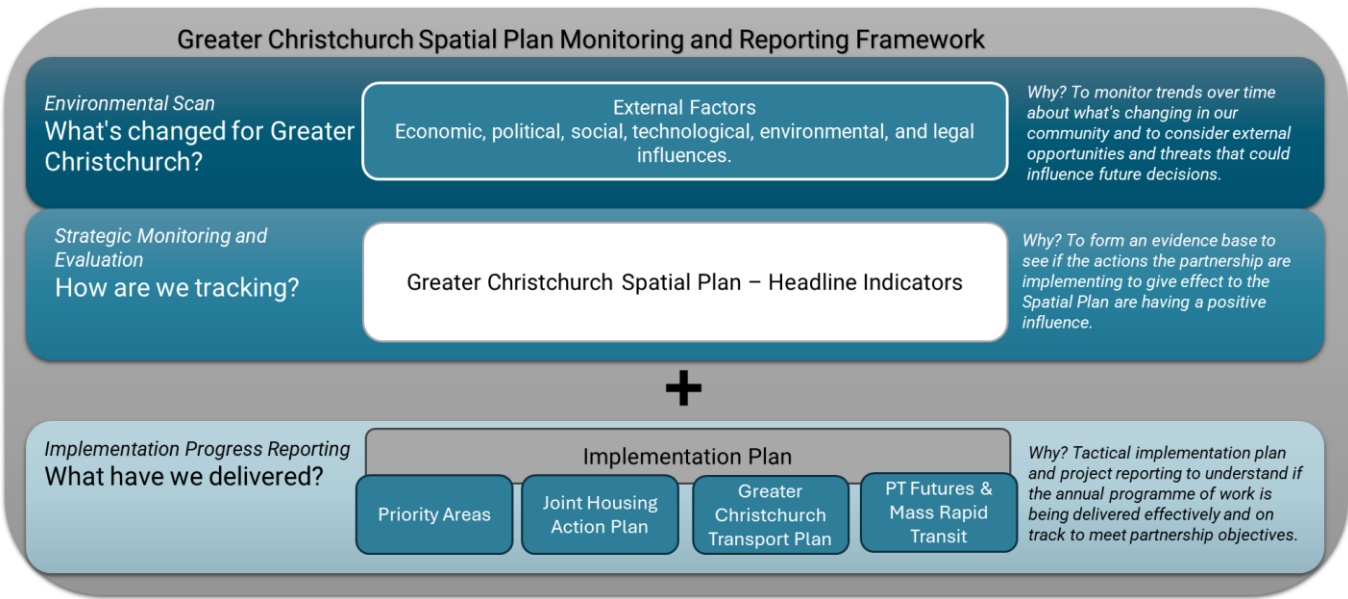 Greater Christchurch Spatial Plan Monitoring and Reporting Framework
Environmental Scan
What's changed for Greater
Christchurch?
External Factors
Economic, political, social, technological, environmental, and legal
influences.
Why? To monitor trends over time
about what's changing in our
community and to consider external
opportunities and threats that could
influence future decisions.
Strategic Monitoring and
Evaluation
How are we tracking?
Greater Christchurch Spatial Plan – Headline Indicators
Why? To form an evidence base to
see if the actions the partnership are
implementing to give effect to the
Spatial Plan are having a positive
influence.
+
Implementation Progress Reporting
What have we delivered?
Implementation Plan
Priority Areas
Joint Housing
Action Plan
Greater
Christchurch
Transport Plan
PT Futures &
Mass Rapid
Transit
Why? Tactical implementation plan
and project reporting to understand if
the annual programme of work is
being delivered effectively and on
track to meet partnership objectives.